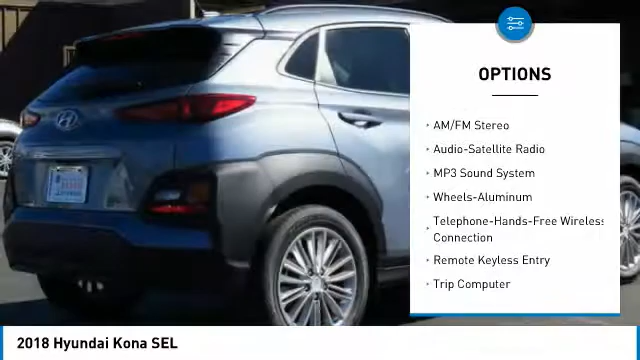 OPTIONS
AM/FM Stereo
Audio-Satellite Radio
MP3 Sound System
Wheels-Aluminum
Telephone-Hands-Free Wireless
Connection
Remote Keyless Entry
Trip Computer
2018 Hyundai Kona SEL